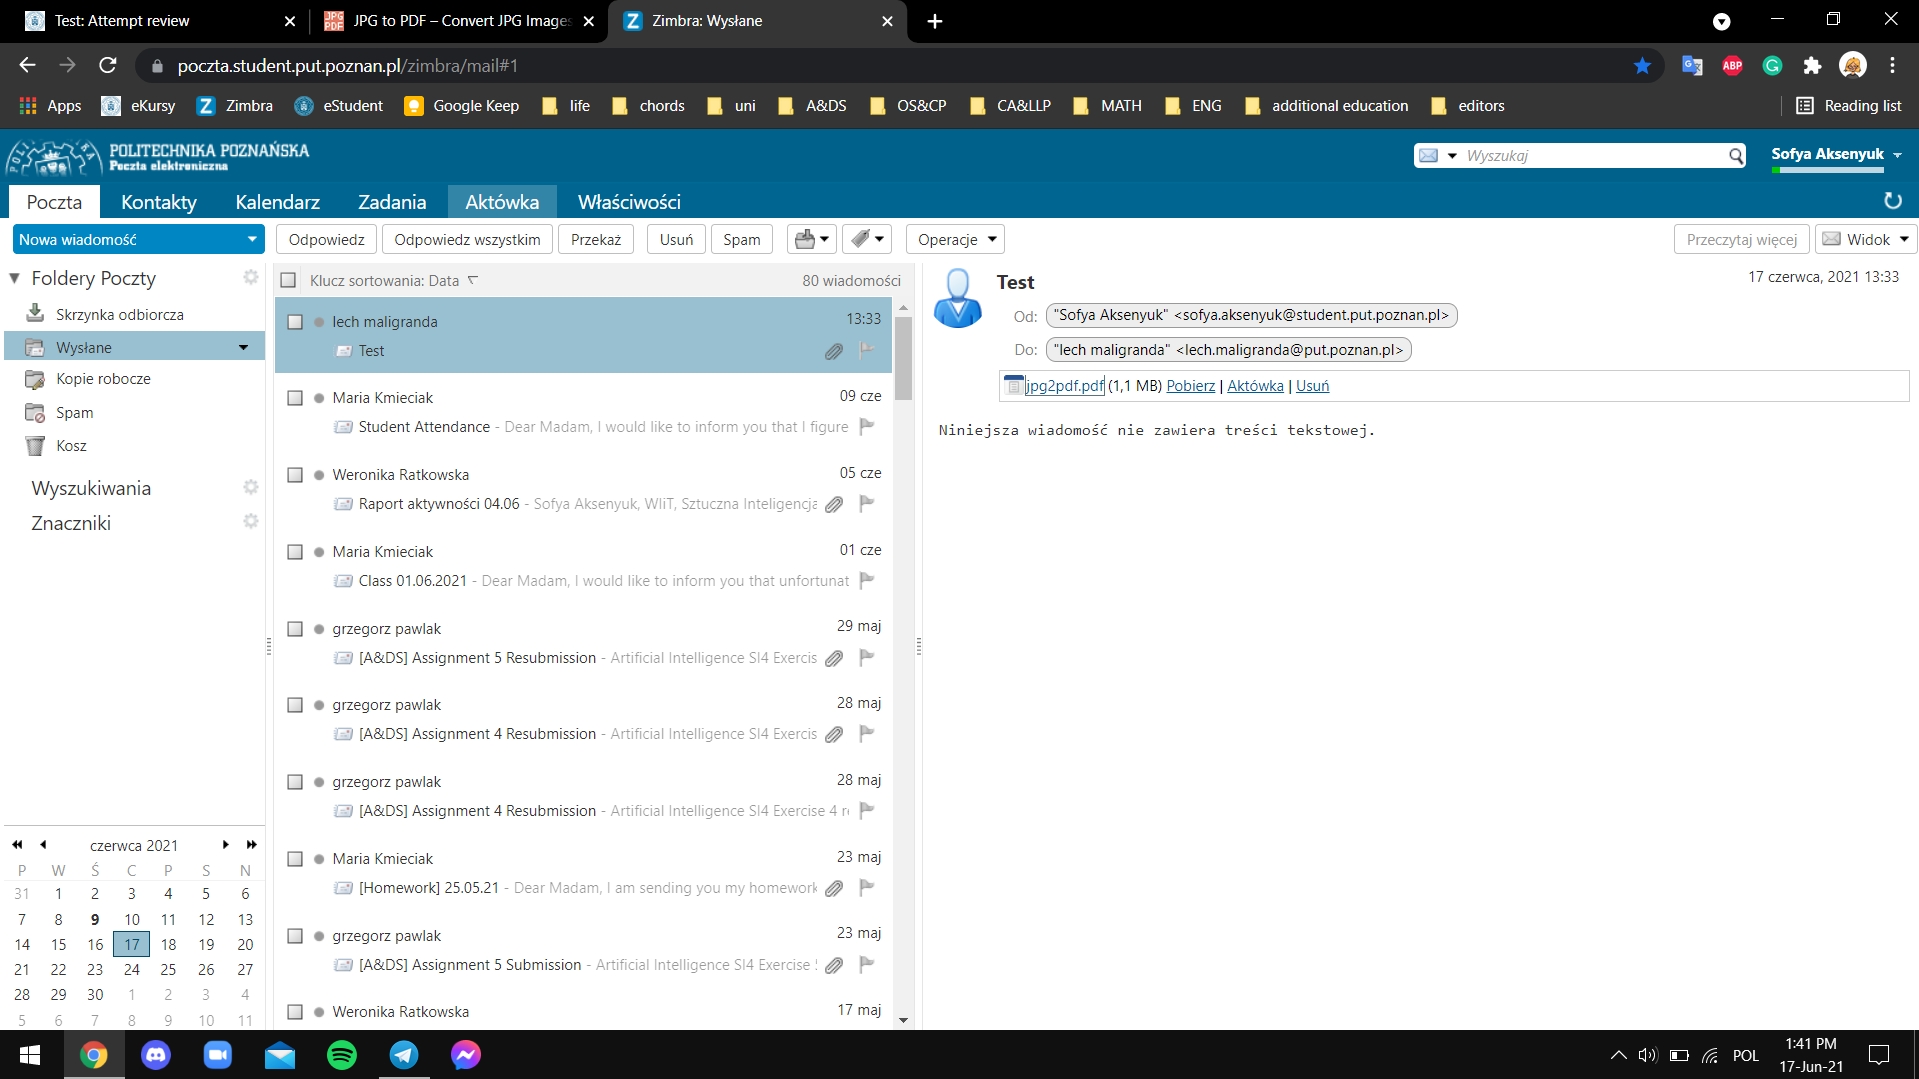 Test: Attempt review
JPG to PDF – Convert JPG Images
Zimbra: Wysłane
poczta.student.put.poznan.pl/zimbra/mail#1
Apps eKursy Zimbra eStudent Google Keep life chords uni A&DS OS&CP CA&LLP MATH ENG additional education editors Reading list
POLITECHNIKA POZNAŃSKA
Poczta elektroniczna
Wyszukaj
Sofya Aksenyuk
Poczta Kontakty Kalendarz Zadania Aktówka Właściwości
Nowa wiadomość Odpowiedz Odpowiedz wszystkim Przekaż Usuń Spam Operacje Przeczytaj więcej Widok
Foldery Poczty
Skrzynka odbiorcza
Wysłane
Kopie robocze
Spam
Kosz
Wyszukiwania
Znaczniki
czerwca 2021
P W Ś C P S N
31 1 2 3 4 5 6
7 8 9 10 11 12 13
14 15 16 17 18 19 20
21 22 23 24 25 26 27
28 29 30 1 2 3 4
5 6 7 8 9 10 11
Klucz sortowania: Data 80 wiadomości
lech maligranda 13:33
Test
Maria Kmieciak 09 cze
Student Attendance - Dear Madam, I would like to inform you that I figure
Weronika Ratkowska 05 cze
Raport aktywności 04.06 - Sofya Aksenyuk, WIiT, Sztuczna Inteligencja
Maria Kmieciak 01 cze
Class 01.06.2021 - Dear Madam, I would like to inform you that unfortunat
grzegorz pawlak 29 maj
[A&DS] Assignment 5 Resubmission - Artificial Intelligence SI4 Exercis
grzegorz pawlak 28 maj
[A&DS] Assignment 4 Resubmission - Artificial Intelligence SI4 Exercis
grzegorz pawlak 28 maj
[A&DS] Assignment 4 Resubmission - Artificial Intelligence SI4 Exercise 4 r
Maria Kmieciak 23 maj
[Homework] 25.05.21 - Dear Madam, I am sending you my homework
grzegorz pawlak 23 maj
[A&DS] Assignment 5 Submission - Artificial Intelligence SI4 Exercise
Weronika Ratkowska 17 maj
Test 17 czerwca, 2021 13:33
Od: "Sofya Aksenyuk" <sofya.aksenyuk@student.put.poznan.pl>
Do: "lech maligranda" <lech.maligranda@put.poznan.pl>
jpg2pdf.pdf (1,1 MB) Pobierz | Aktówka | Usuń
Niniejsza wiadomość nie zawiera treści tekstowej.
POL
1:41 PM
17-Jun-21